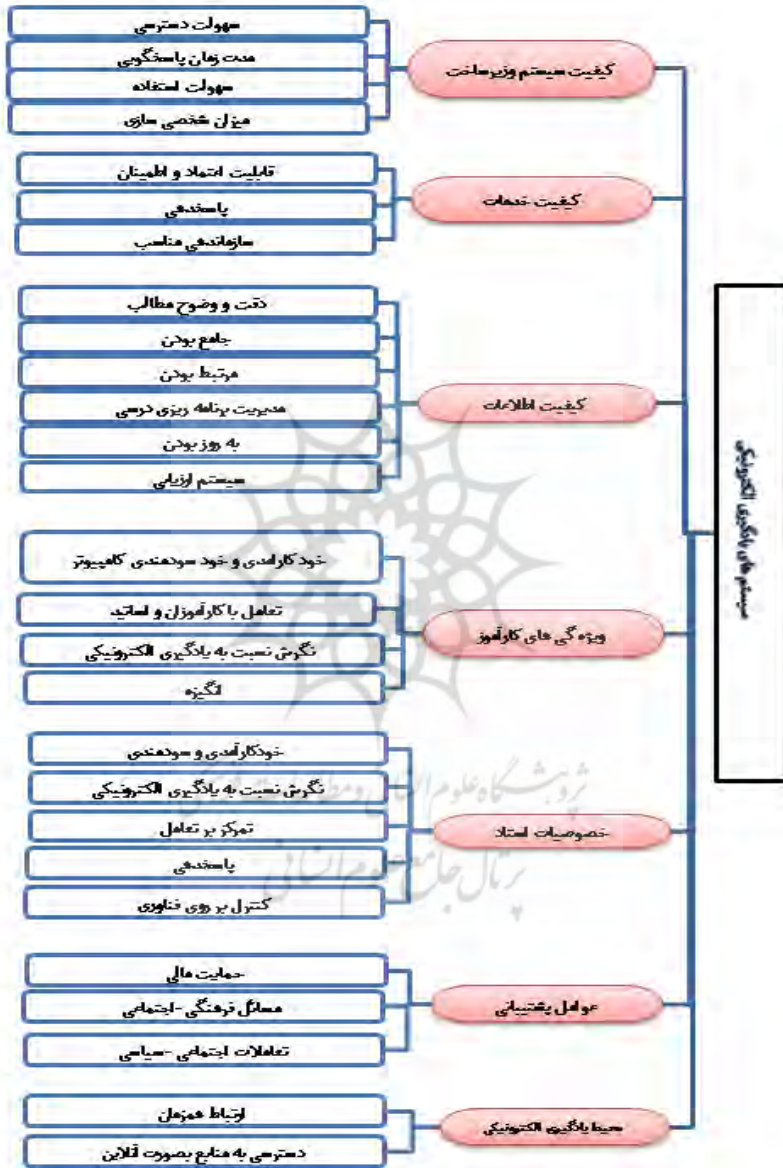 سیستم های یادگیری الکترونیکی
کیفیت سیستم وزیرساخت
سهولت دسترسی
مدت زمان پاسخگویی
سهولت استفاده
میزان شخصی سازی
کیفیت خدمات
قابلیت اعتماد و اطمینان
پاسخدهی
سازماندهی مناسب
کیفیت اطلاعات
دقت و وضوح مطالب
جامع بودن
مرتبط بودن
مدیریت برنامه ریزی درسی
به روز بودن
سیستم ارزیابی
ویژه گی های کارآموز
خود کارامدی و خود سودمندی کامپیوتر
تعامل با کارآموزان و اساتید
نگرش نسبت به یادگیری الکترونیکی
انگیزه
خصوصیات استاد
خودکارآمدی و سودمندی
نگرش نسبت به یادگیری الکترونیکی
تمرکز بر تعامل
پاسخدهی
کنترل بر روی فناوری
عوامل پشتیبانی
حمایت مالی
مسائل فرهنگی -اجتماعی
تعاملات اجتماعی -سیاسی
محیط یادگیری الکترونیکی
ارتباط همزمان
دسترسی به منابع بصورت آنلاین
پژوهشگاه علوم انسانی و مطالعات فرهنگی
پرتال جامع علوم انسانی